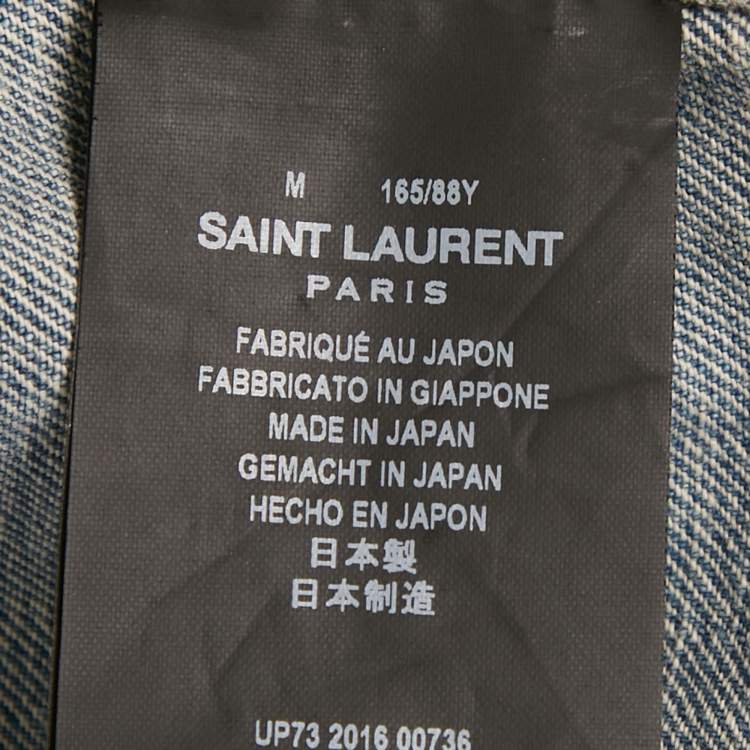 M 165/88Y
SAINT LAURENT
PARIS
FABRIQUÉ AU JAPON
FABBRICATO IN GIAPPONE
MADE IN JAPAN
GEMACHT IN JAPAN
HECHO EN JAPON
日本製
日本制造
UP73 2016 00736